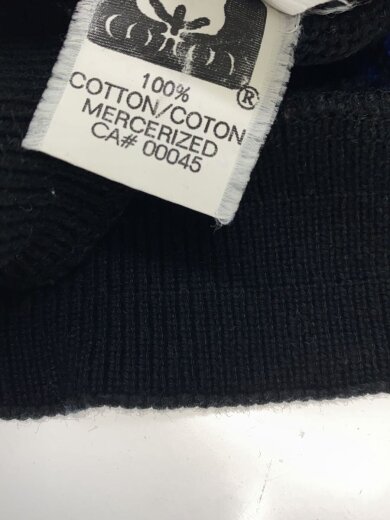 ®
100%
COTTON/COTON
MERCERIZED
CA# 00045